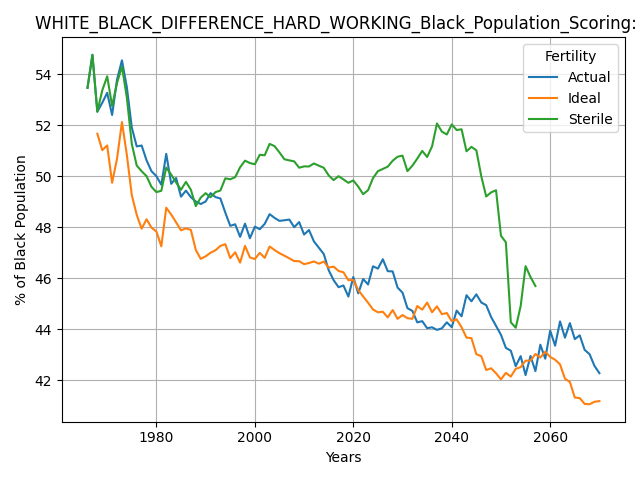 WHITE_BLACK_DIFFERENCE_HARD_WORKING_Black_Population_Scoring:
Fertility
Actual
Ideal
Sterile
% of Black Population
54
52
50
48
46
44
42
1980
2000
2020
2040
2060
Years